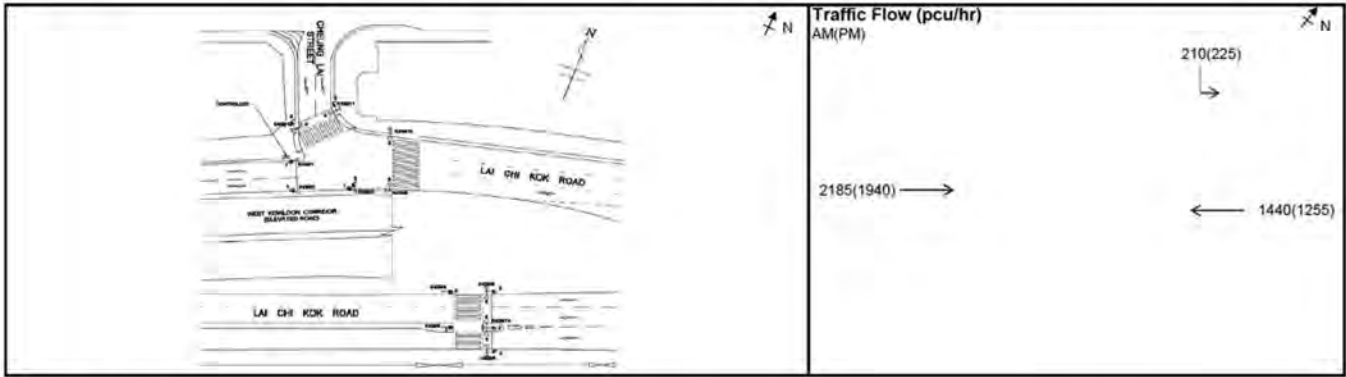 CHEUNG LAI
STREET
N
N
CONTROLLER
LAI CHI KOK ROAD
WEST KOWLOON CORRIDOR
(ELEVATED ROAD)
LAI CHI KOK ROAD
Traffic Flow (pcu/hr)
AM(PM)
N
210(225)
2185(1940)
1440(1255)